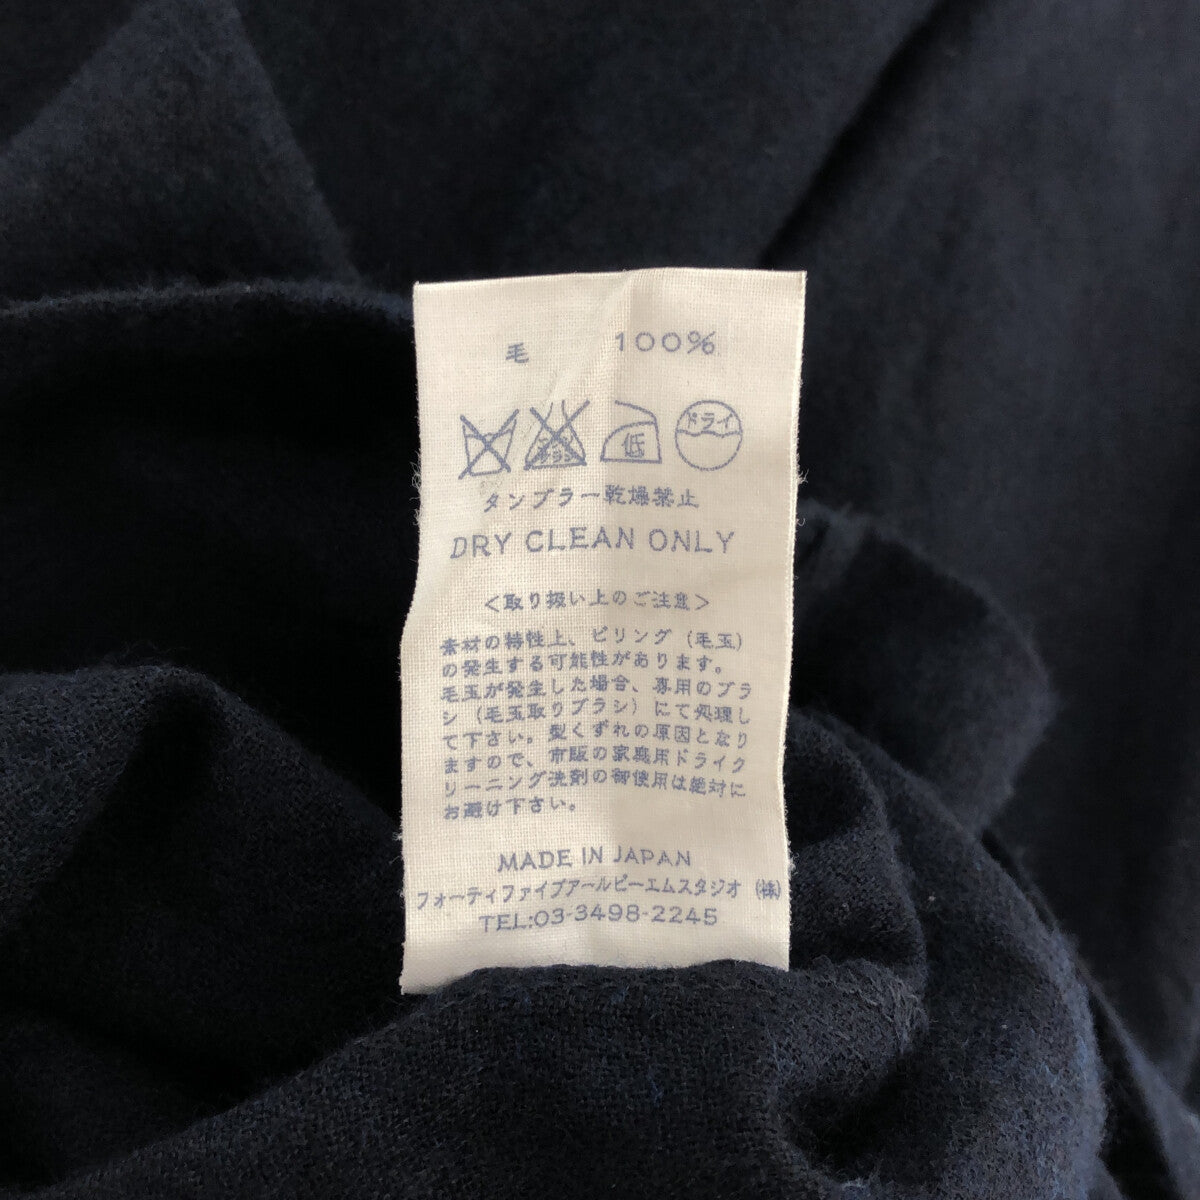 毛 100%
低 ドライ
タンブラー乾燥禁止
DRY CLEAN ONLY
<取り扱い上のご注意>
素材の特性上、ピリング(毛玉)
の発生する可能性があります。
毛玉が発生した場合、専用のブラ
シ(毛玉取りブラシ)にて処理し
て下さい。型くずれの原因となり
ますので、市販の家庭用ドライク
リーニング洗剤の御使用は絶対に
お避け下さい。
MADE IN JAPAN
フォーティファイブアールピーエムスタジオ(株)
TEL:03-3498-2245